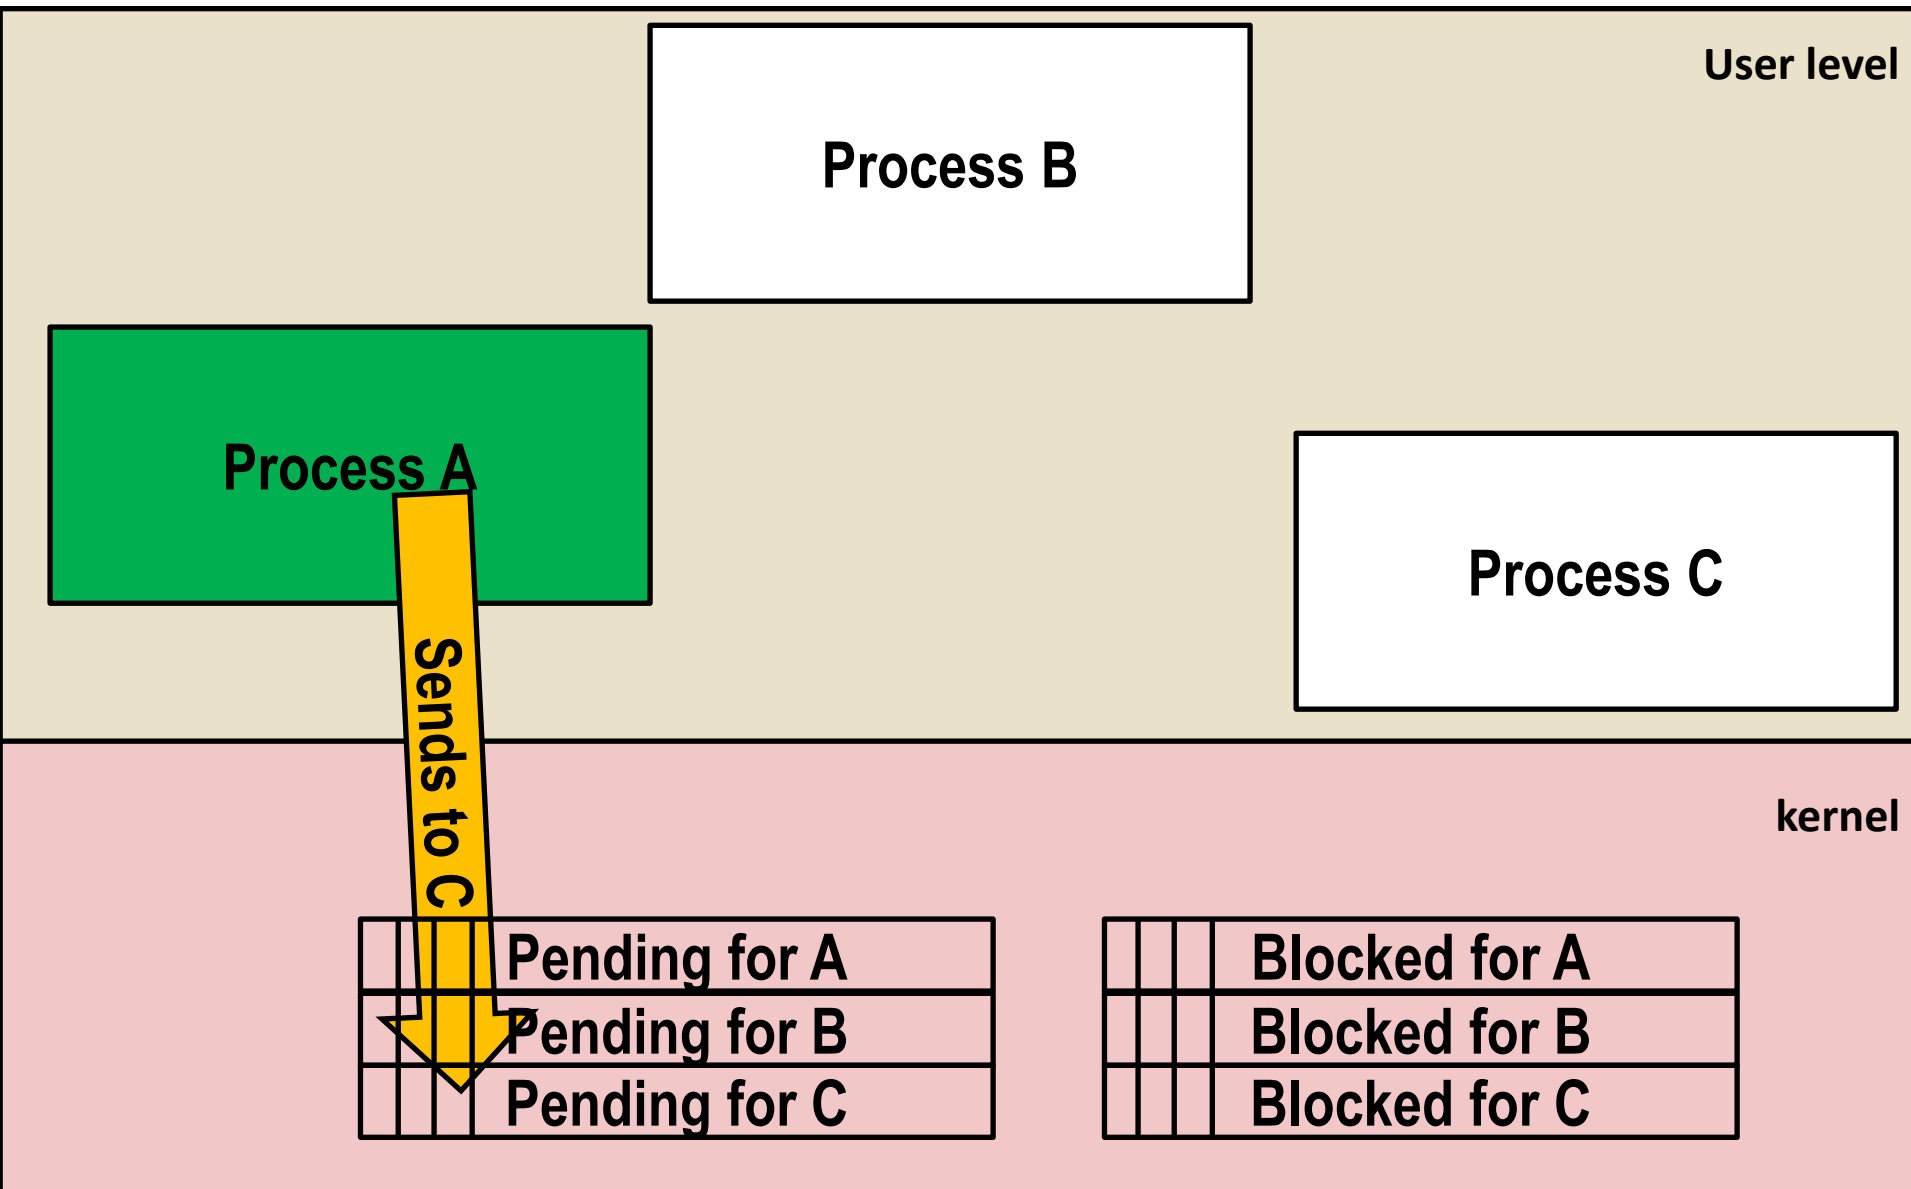 User level
Process B
Process A
Process C
Sends to C
kernel
Pending for A
Pending for B
Pending for C
Blocked for A
Blocked for B
Blocked for C